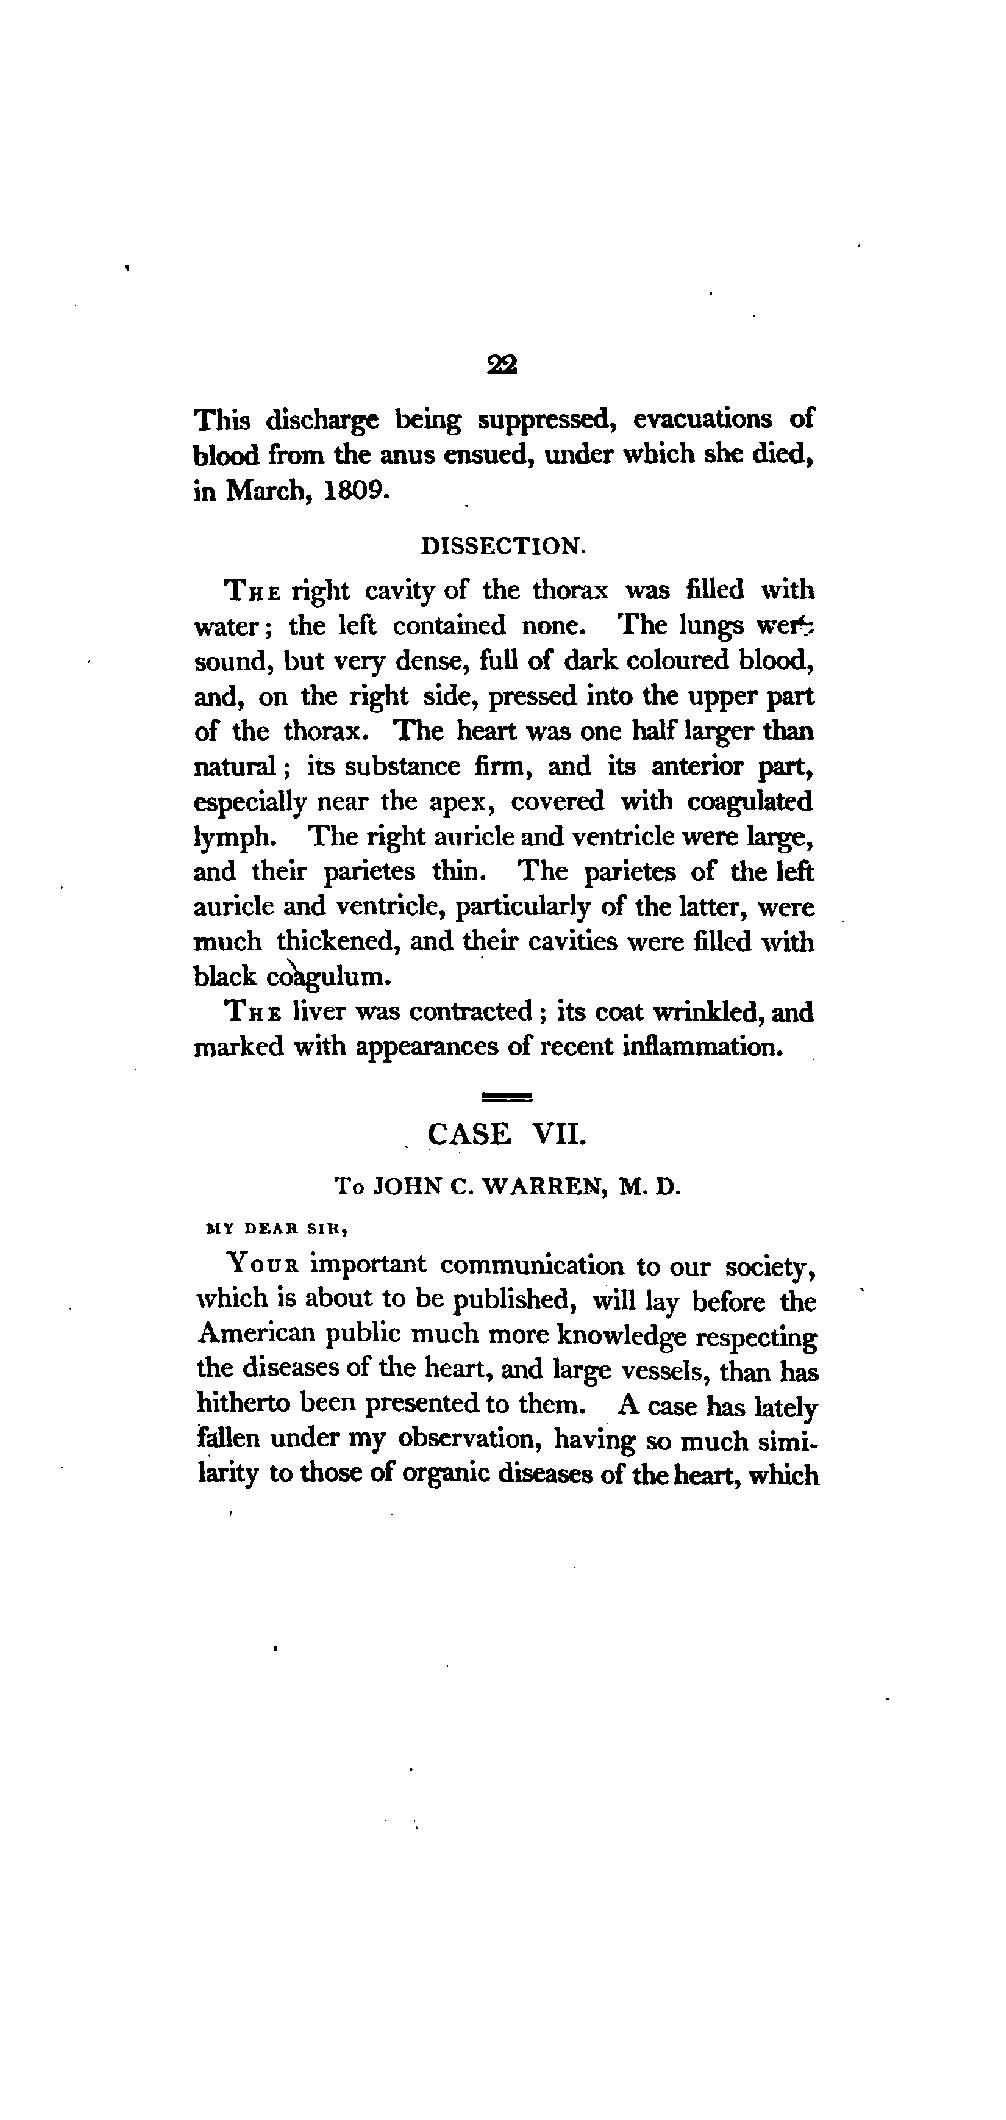 22
This discharge being suppressed, evacuations of
blood from the anus ensued, under which she died,
in March, 1809.
DISSECTION.
THE right cavity of the thorax was filled with
water; the left contained none. The lungs were
sound, but very dense, full of dark coloured blood,
and, on the right side, pressed into the upper part
of the thorax. The heart was one half larger than
natural; its substance firm, and its anterior part,
especially near the apex, covered with coagulated
lymph. The right auricle and ventricle were large,
and their parietes thin. The parietes of the left
auricle and ventricle, particularly of the latter, were
much thickened, and their cavities were filled with
black coagulum.
THE liver was contracted; its coat wrinkled, and
marked with appearances of recent inflammation.
CASE VII.
To JOHN C. WARREN, M. D.
MY DEAR SIR,
YOUR important communication to our society,
which is about to be published, will lay before the
American public much more knowledge respecting
the diseases of the heart, and large vessels, than has
hitherto been presented to them. A case has lately
fallen under my observation, having so much simi-
larity to those of organic diseases of the heart, which